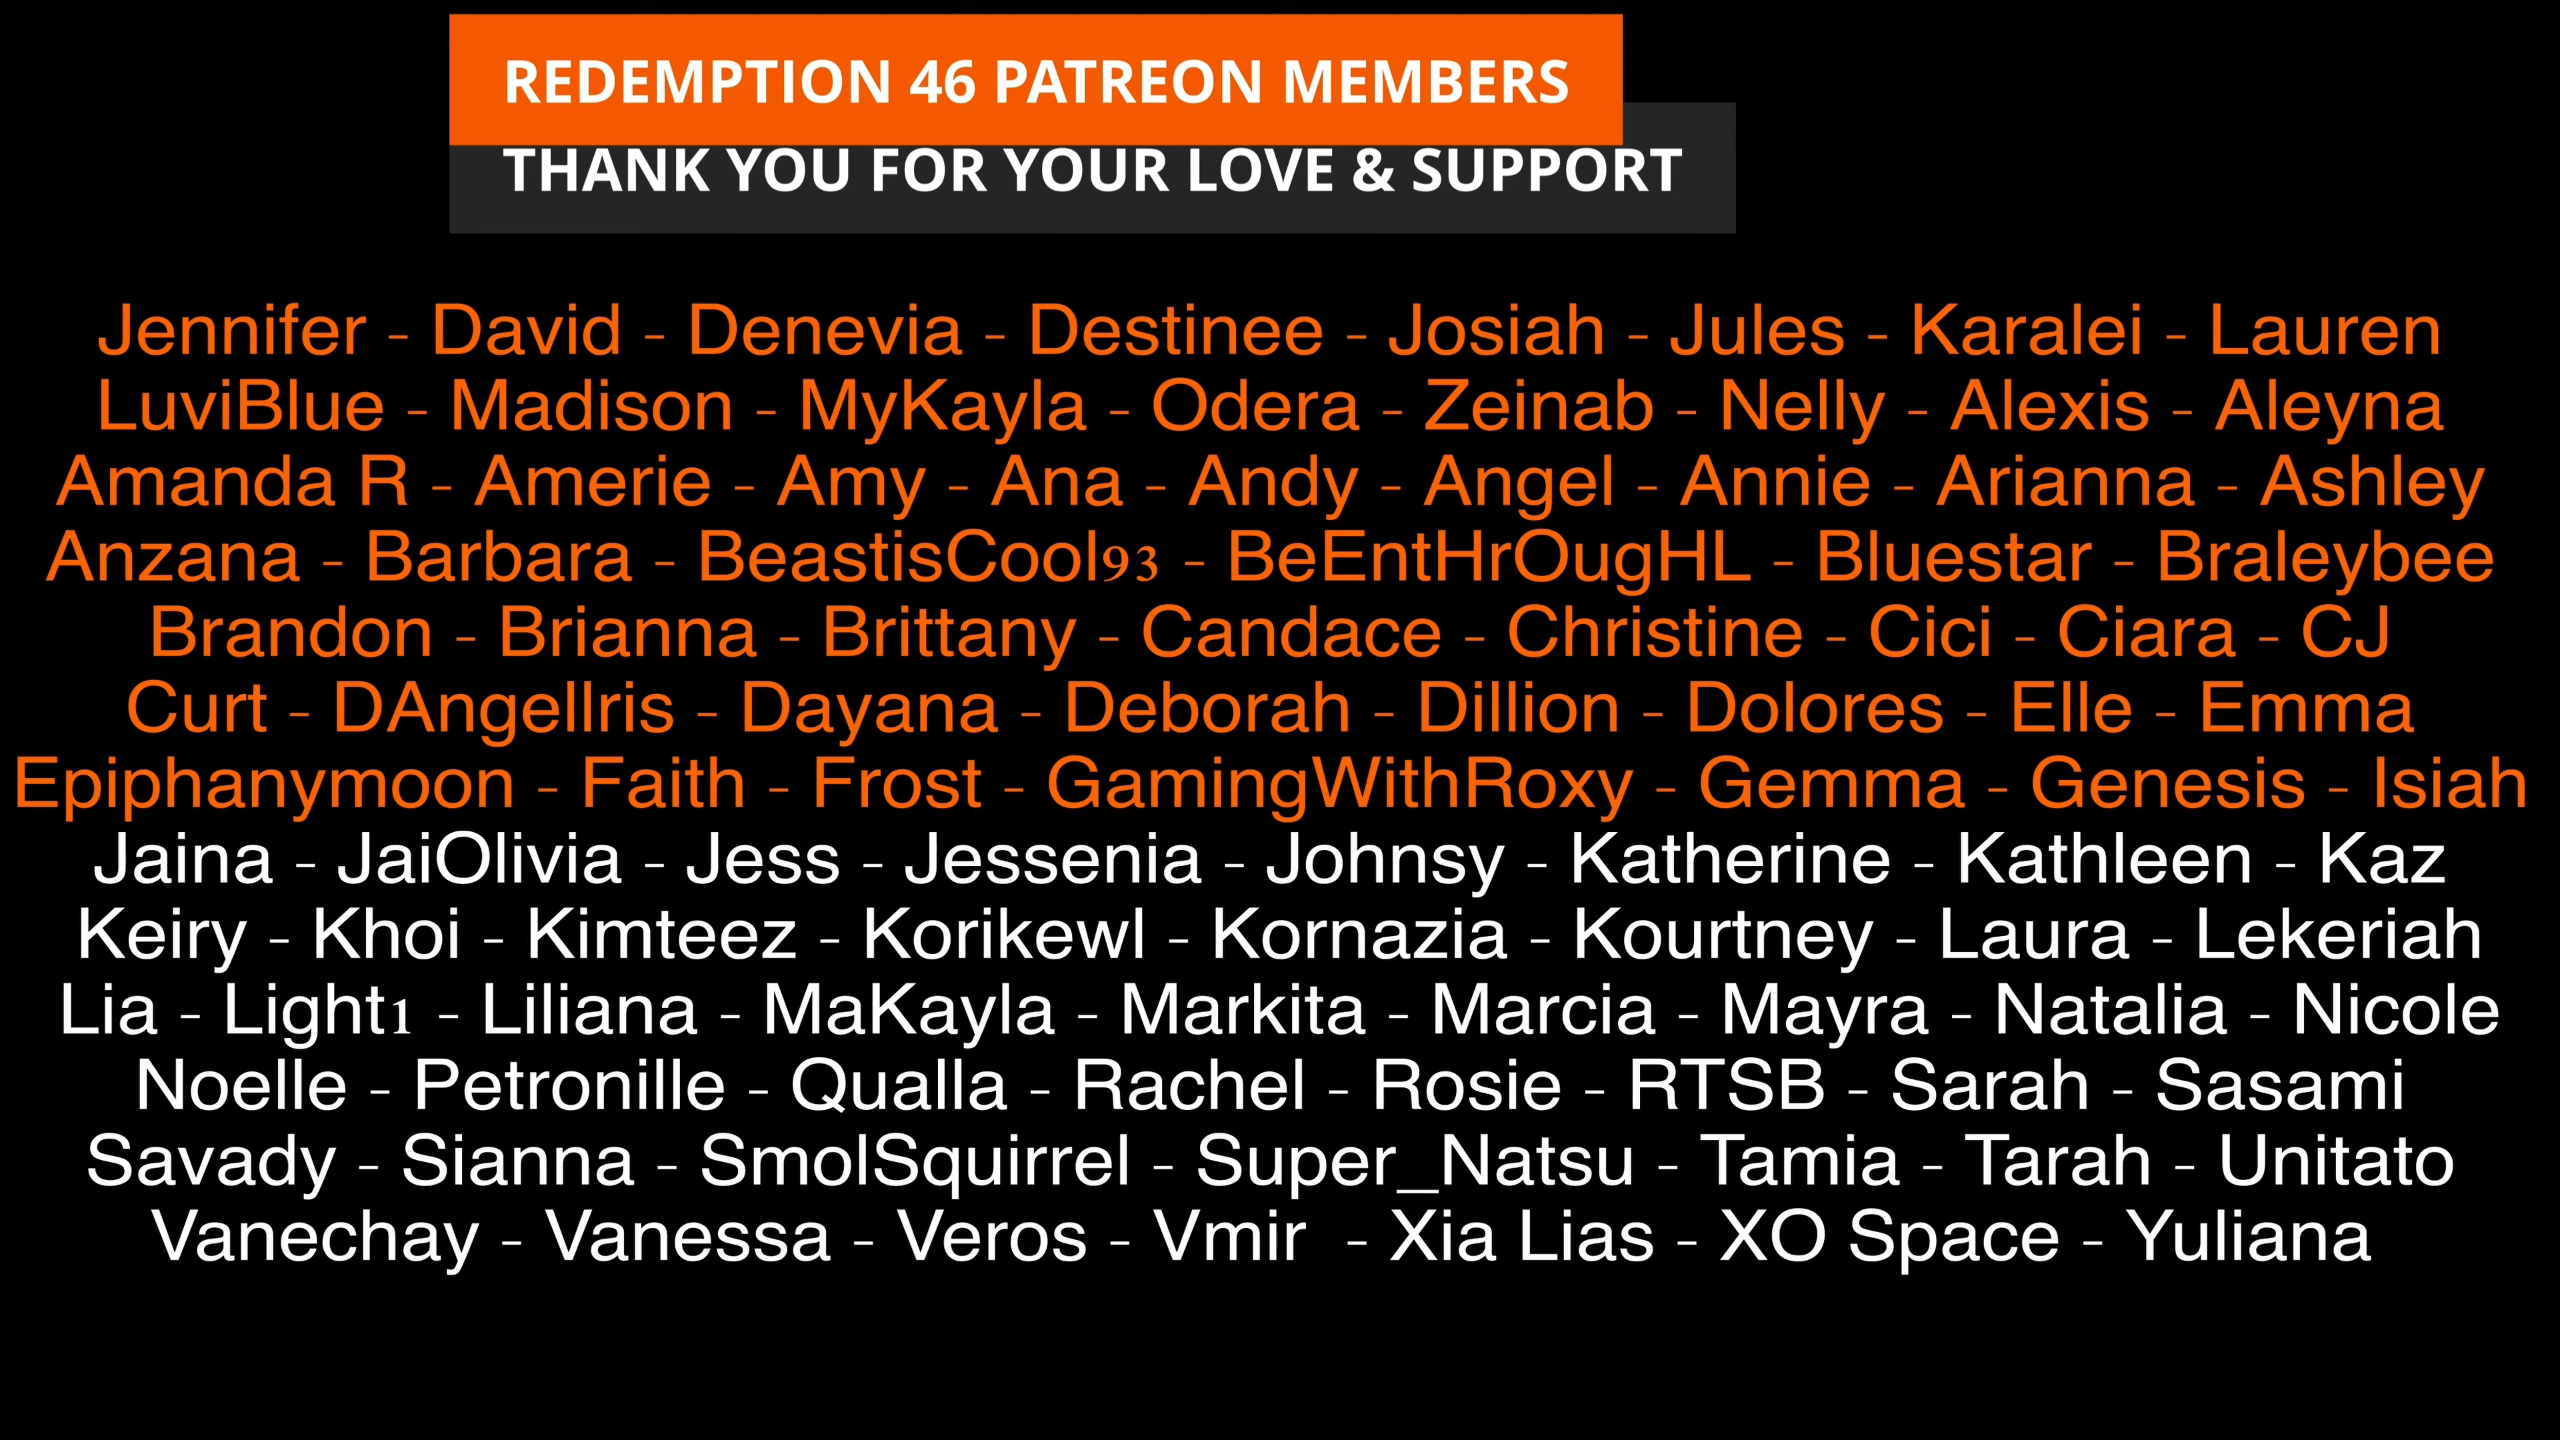 REDEMPTION 46 PATREON MEMBERS
THANK YOU FOR YOUR LOVE & SUPPORT
Jennifer - David - Denevia - Destinee - Josiah - Jules - Karalei - Lauren
LuviBlue - Madison - MyKayla - Odera - Zeinab - Nelly - Alexis - Aleyna
Amanda R - Amerie - Amy - Ana - Andy - Angel - Annie - Arianna - Ashley
Anzana - Barbara - BeastisCool93 - BeEntHrOugHL - Bluestar - Braleybee
Brandon - Brianna - Brittany - Candace - Christine - Cici - Ciara - CJ
Curt - DAngelIris - Dayana - Deborah - Dillion - Dolores - Elle - Emma
Epiphanymoon - Faith - Frost - GamingWithRoxy - Gemma - Genesis - Isiah
Jaina - JaiOlivia - Jess - Jessenia - Johnsy - Katherine - Kathleen - Kaz
Keiry - Khoi - Kimteez - Korikewl - Kornazia - Kourtney - Laura - Lekeriah
Lia - Light1 - Liliana - MaKayla - Markita - Marcia - Mayra - Natalia - Nicole
Noelle - Petronille - Qualla - Rachel - Rosie - RTSB - Sarah - Sasami
Savady - Sianna - SmolSquirrel - Super_Natsu - Tamia - Tarah - Unitato
Vanechay - Vanessa - Veros - Vmir  - Xia Lias - XO Space - Yuliana